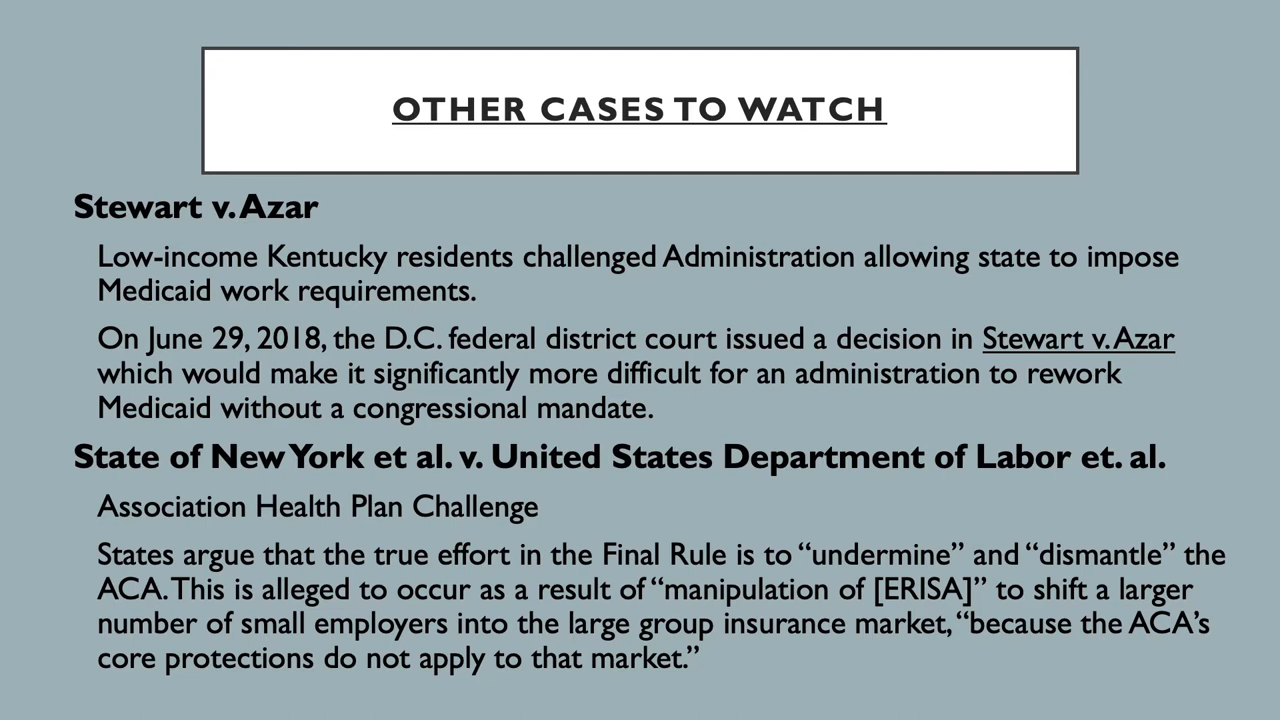 OTHER CASES TO WATCH
Stewart v. Azar
Low-income Kentucky residents challenged Administration allowing state to impose
Medicaid work requirements.
On June 29, 2018, the D.C. federal district court issued a decision in Stewart v. Azar
which would make it significantly more difficult for an administration to rework
Medicaid without a congressional mandate.
State of New York et al. v. United States Department of Labor et. al.
Association Health Plan Challenge
States argue that the true effort in the Final Rule is to “undermine” and “dismantle” the
ACA. This is alleged to occur as a result of “manipulation of [ERISA]” to shift a larger
number of small employers into the large group insurance market, “because the ACA’s
core protections do not apply to that market.”